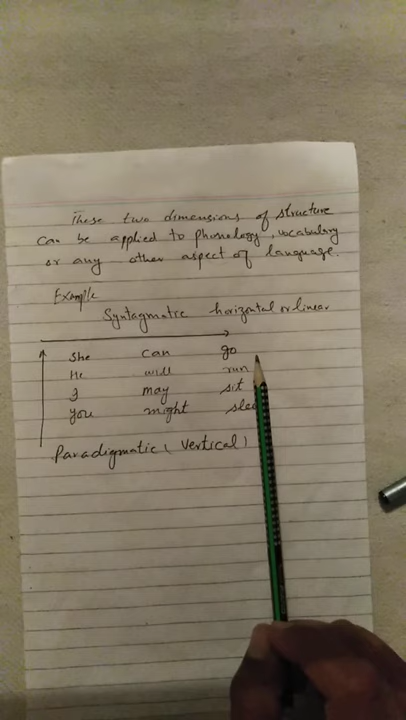 These two dimensions of structure
can be applied to phonology, vocabulary
or any other aspect of language.
Example
Syntagmatic horizontal or linear
She can go
He will run
I may sit
you might
Paradigmatic (Vertical)